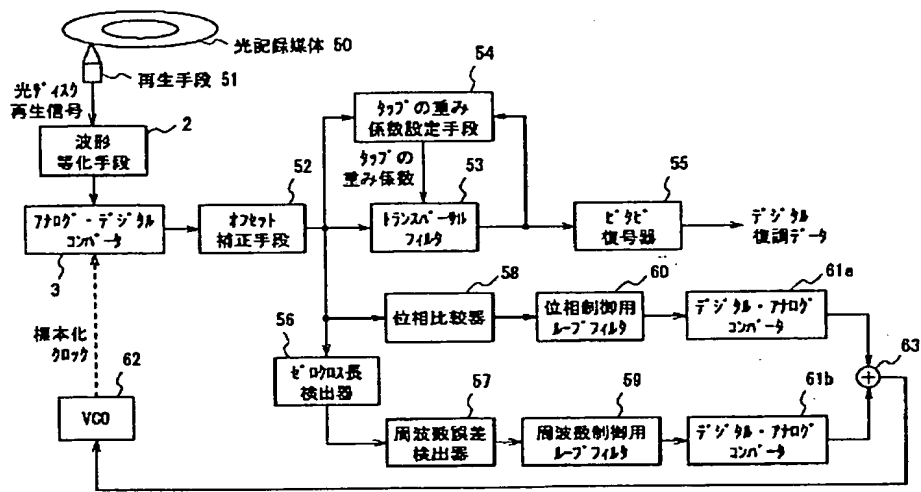 光記録媒体 50
再生手段 51
光ﾃﾞｨｽｸ
再生信号
2
波形
等化手段
アナログ・デジタル
コンバータ
3
標本化
クロック
62
VCO
52
オフセット
補正手段
54
ﾀｯﾌﾟの重み
係数設定手段
ﾀｯﾌﾟの
重み係数
53
ﾄﾗﾝｽﾊﾞｰｻﾙ
フィルタ
55
ビタビ
復号器
デジタル
復調データ
58
位相比較器
60
位相制御用
ループフィルタ
61a
デジタル・アナログ
コンバータ
63
+
56
ｾﾞﾛｸﾛｽ長
検出器
57
周波数誤差
検出器
59
周波数制御用
ループフィルタ
61b
デジタル・アナログ
コンバータ